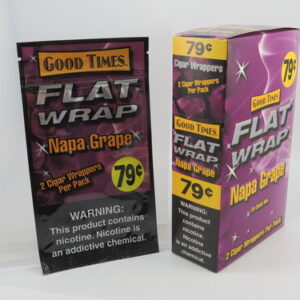 GOOD TIMES.
FLAT
WRAP
Napa Grape
2 Cigar Wrappers
Per Pack
79¢
WARNING:
This product contains
nicotine. Nicotine is
an addictive chemical.
79¢
Cigar Wrappers
2 Cigar Wrappers
Per Pack
GOOD TIMES.
FLAT
WRAP
Napa Grape
79¢
WARNING:
This product
contains
nicotine.
Nicotine is
an addictive
chemical.
79¢
GOOD TIMES
FLAT
WRAP
Napa Grape
2 Cigar Wrappers Per Pack